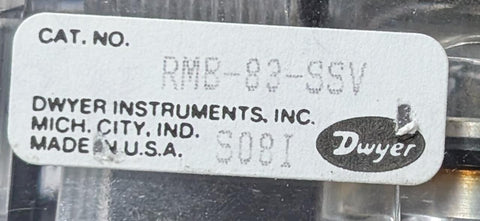 CAT. NO.
RMB-83-SSV
DWYER INSTRUMENTS, INC.
MICH. CITY, IND.
MADE IN U.S.A.
S08I
Dwyer